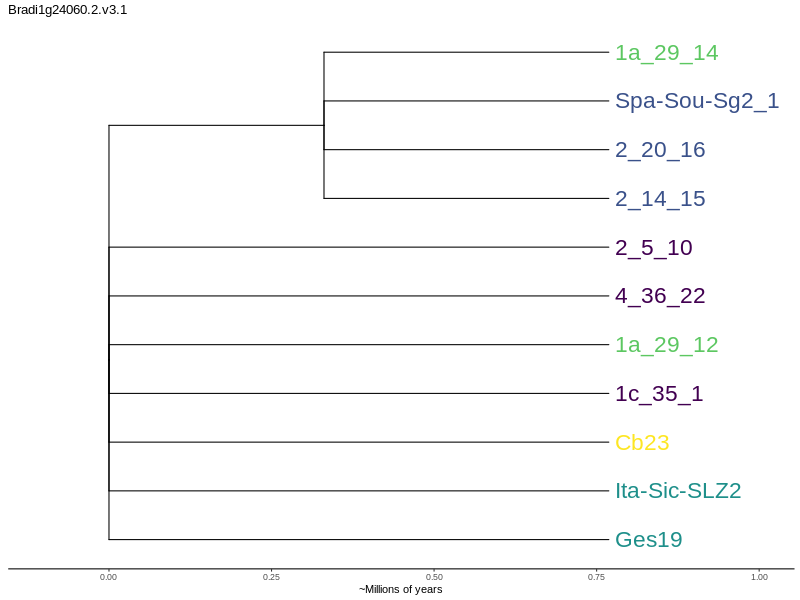 Bradi1g24060.2.v3.1
1a_29_14
Spa-Sou-Sg2_1
2_20_16
2_14_15
2_5_10
4_36_22
1a_29_12
1c_35_1
Cb23
Ita-Sic-SLZ2
Ges19
0.00 0.25 0.50 0.75 1.00
~Millions of years